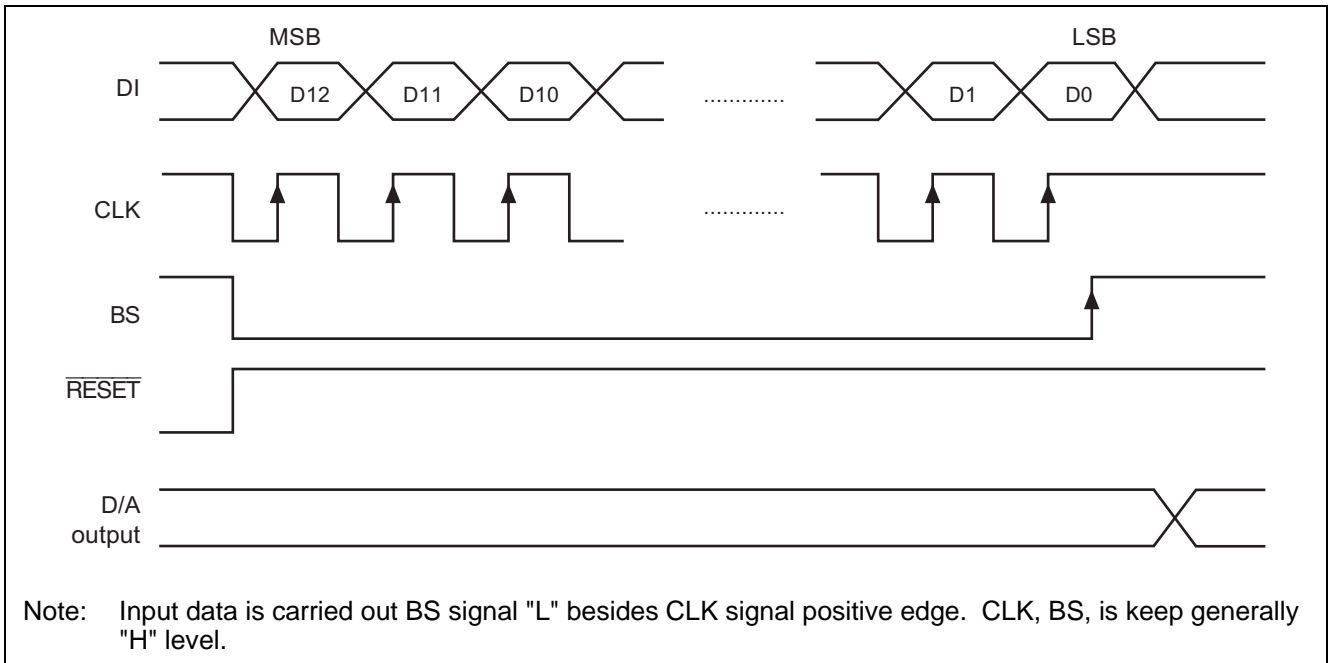 MSB LSB
DI D12 D11 D10 ............. D1 D0
CLK .............
BS
RESET
D/A
output
Note: Input data is carried out BS signal "L" besides CLK signal positive edge. CLK, BS, is keep generally
"H" level.